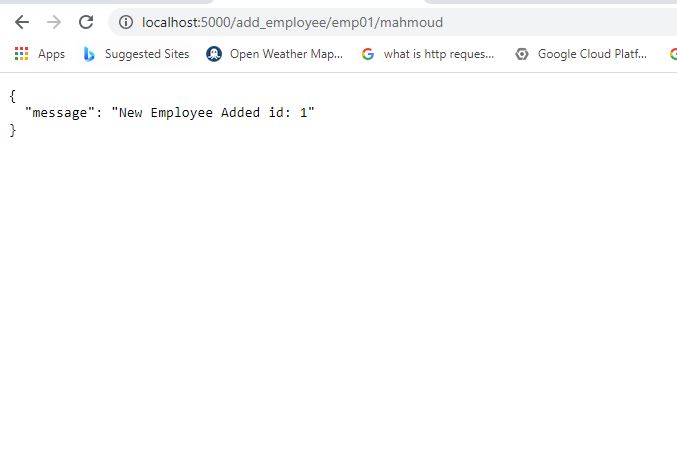 localhost:5000/add_employee/emp01/mahmoud
Apps Suggested Sites Open Weather Map... what is http reques... Google Cloud Platf...
{
"message": "New Employee Added id: 1"
}